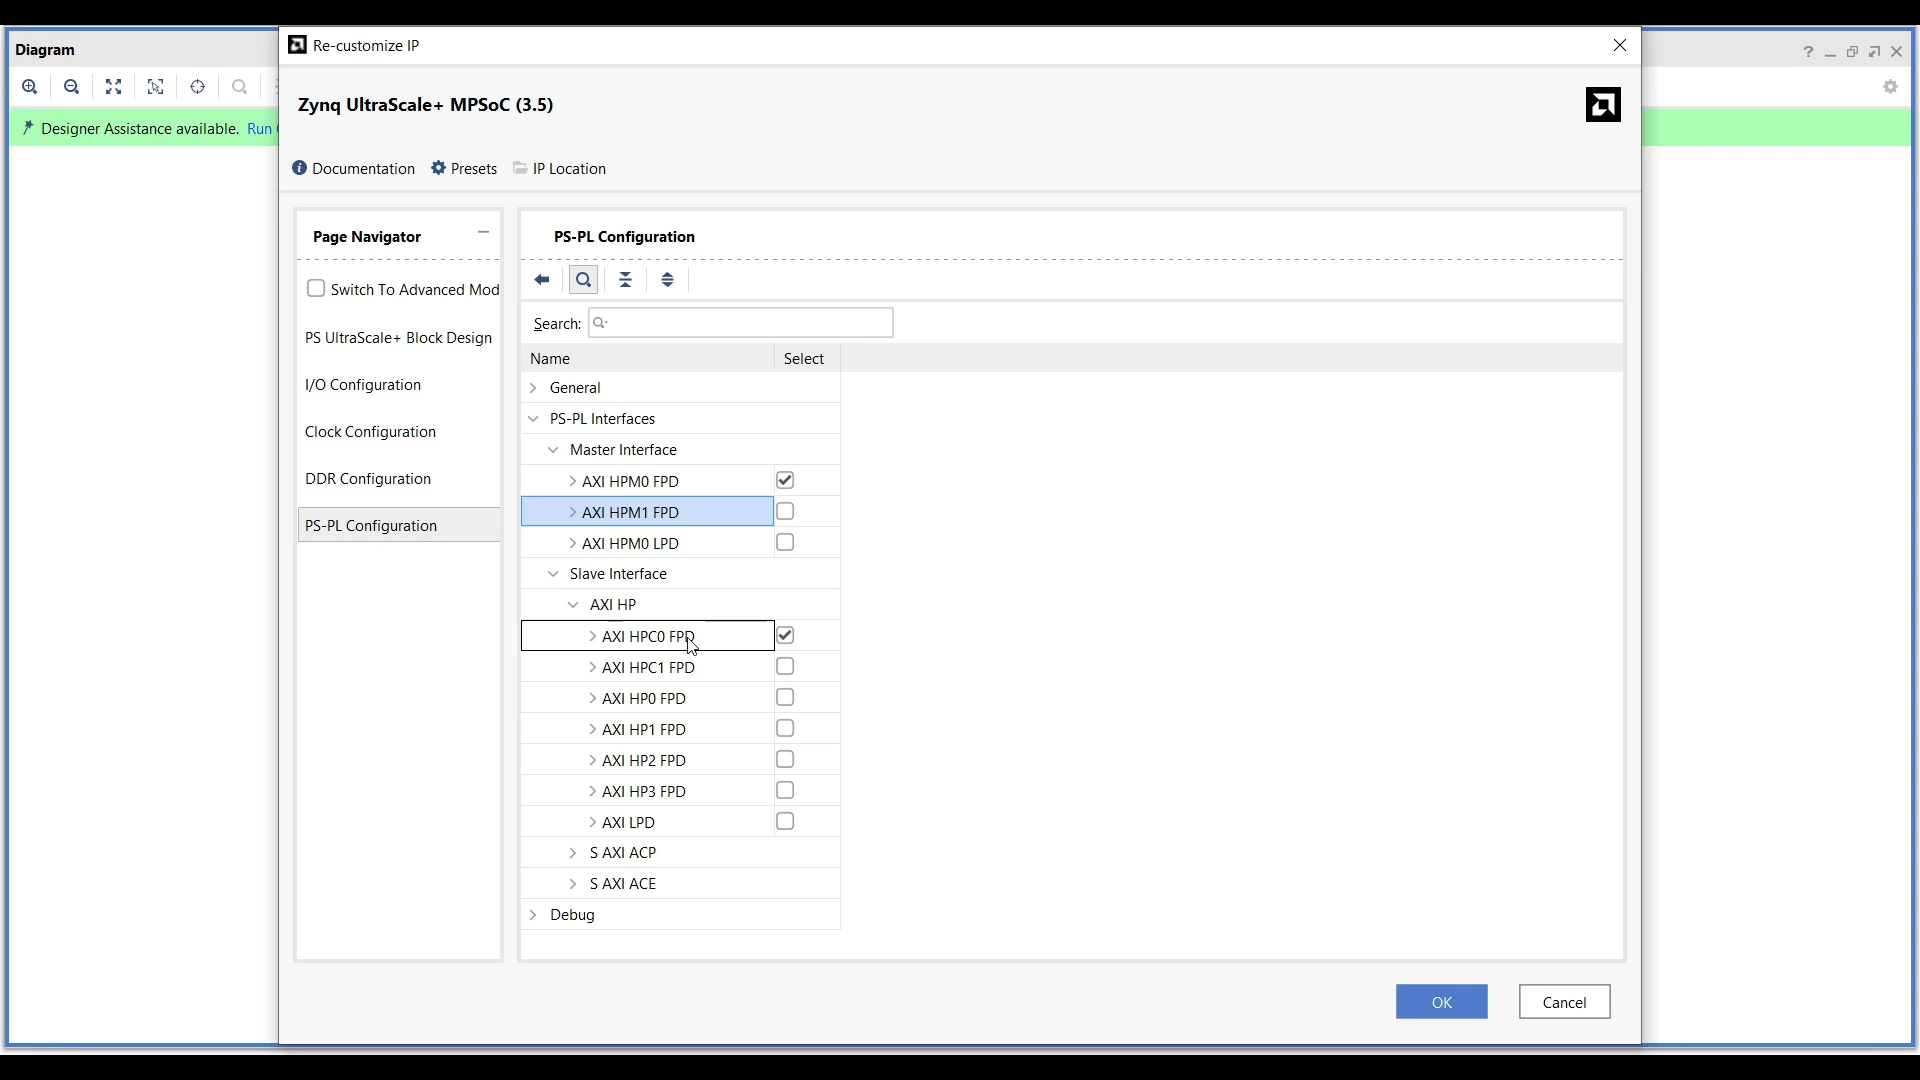 Diagram
Re-customize IP
Zynq UltraScale+ MPSoC (3.5)
Designer Assistance available. Run
Documentation Presets IP Location
Page Navigator
Switch To Advanced Mod
PS UltraScale+ Block Design
I/O Configuration
Clock Configuration
DDR Configuration
PS-PL Configuration
PS-PL Configuration
Search:
Name Select
General
PS-PL Interfaces
Master Interface
AXI HPM0 FPD
AXI HPM1 FPD
AXI HPM0 LPD
Slave Interface
AXI HP
AXI HPC0 FPD
AXI HPC1 FPD
AXI HP0 FPD
AXI HP1 FPD
AXI HP2 FPD
AXI HP3 FPD
AXI LPD
S AXI ACP
S AXI ACE
Debug
OK Cancel